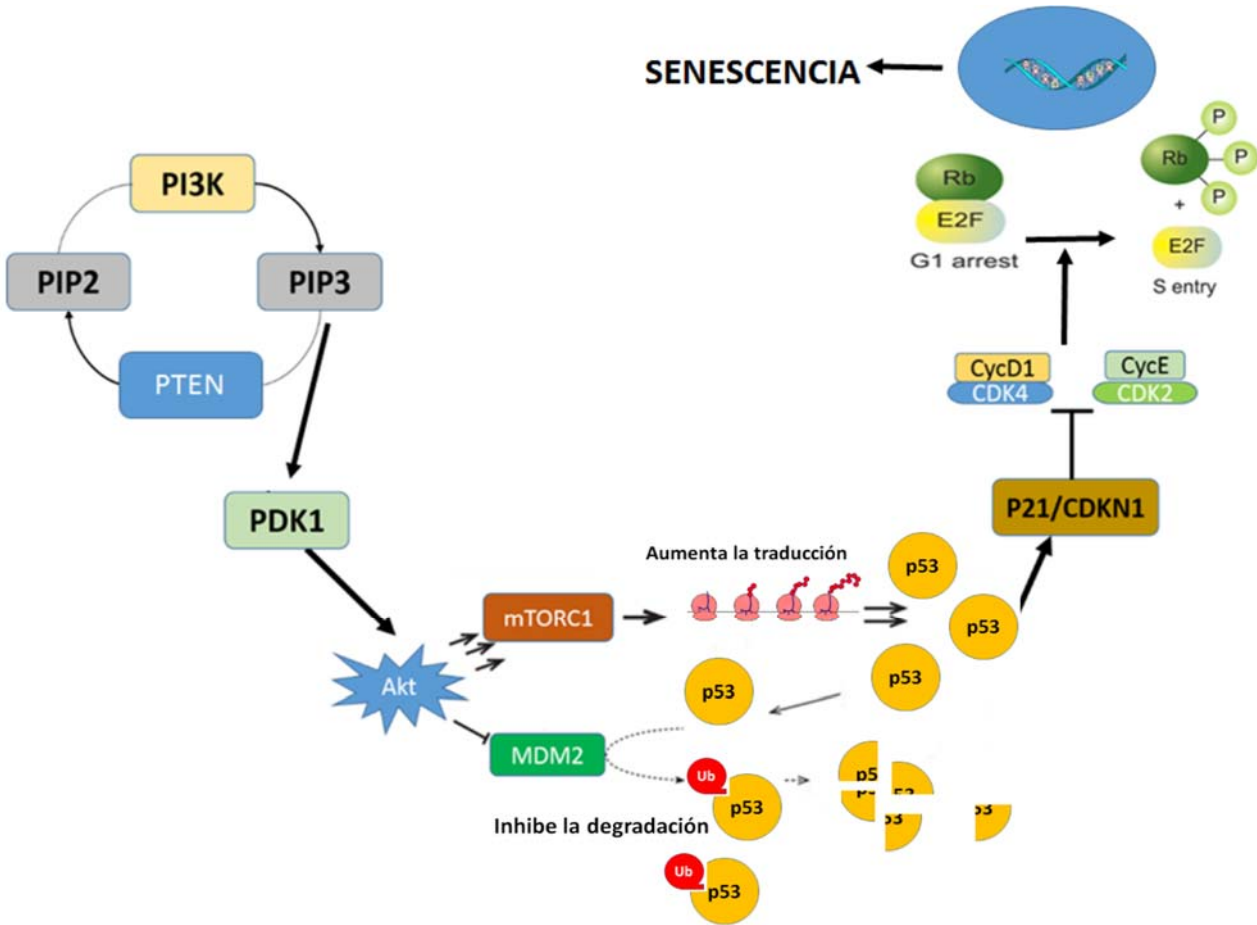 SENESCENCIA
P
Rb
P
P
+
E2F
S entry
Rb
E2F
G1 arrest
PI3K
PIP2
PIP3
PTEN
CycD1
CDK4
CycE
CDK2
PDK1
P21/CDKN1
Aumenta la traducción
mTORC1
p53
p53
p53
p53
Akt
MDM2
Ub
p53
Inhibe la degradación
Ub
p53